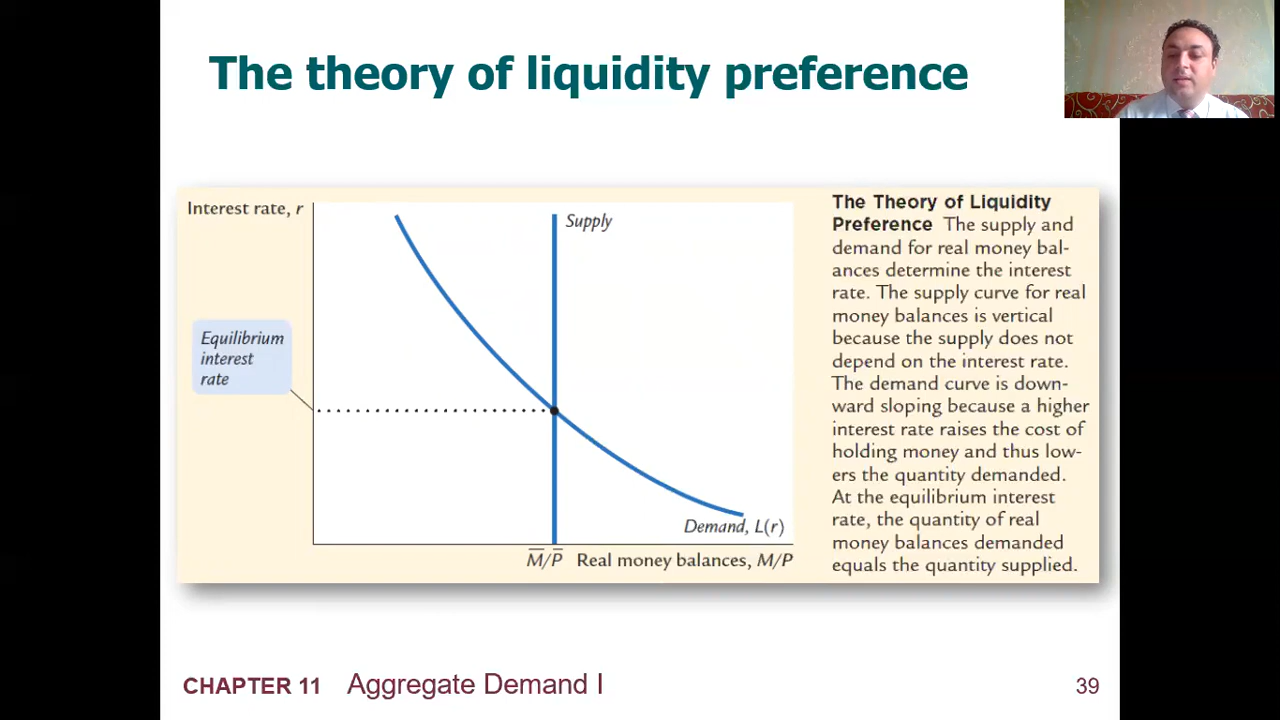 The theory of liquidity preference
Interest rate, r
Supply
Equilibrium
interest
rate
Demand, L(r)
M̅/P̅ Real money balances, M/P
The Theory of Liquidity
Preference The supply and
demand for real money bal-
ances determine the interest
rate. The supply curve for real
money balances is vertical
because the supply does not
depend on the interest rate.
The demand curve is down-
ward sloping because a higher
interest rate raises the cost of
holding money and thus low-
ers the quantity demanded.
At the equilibrium interest
rate, the quantity of real
money balances demanded
equals the quantity supplied.
CHAPTER 11 Aggregate Demand I
39